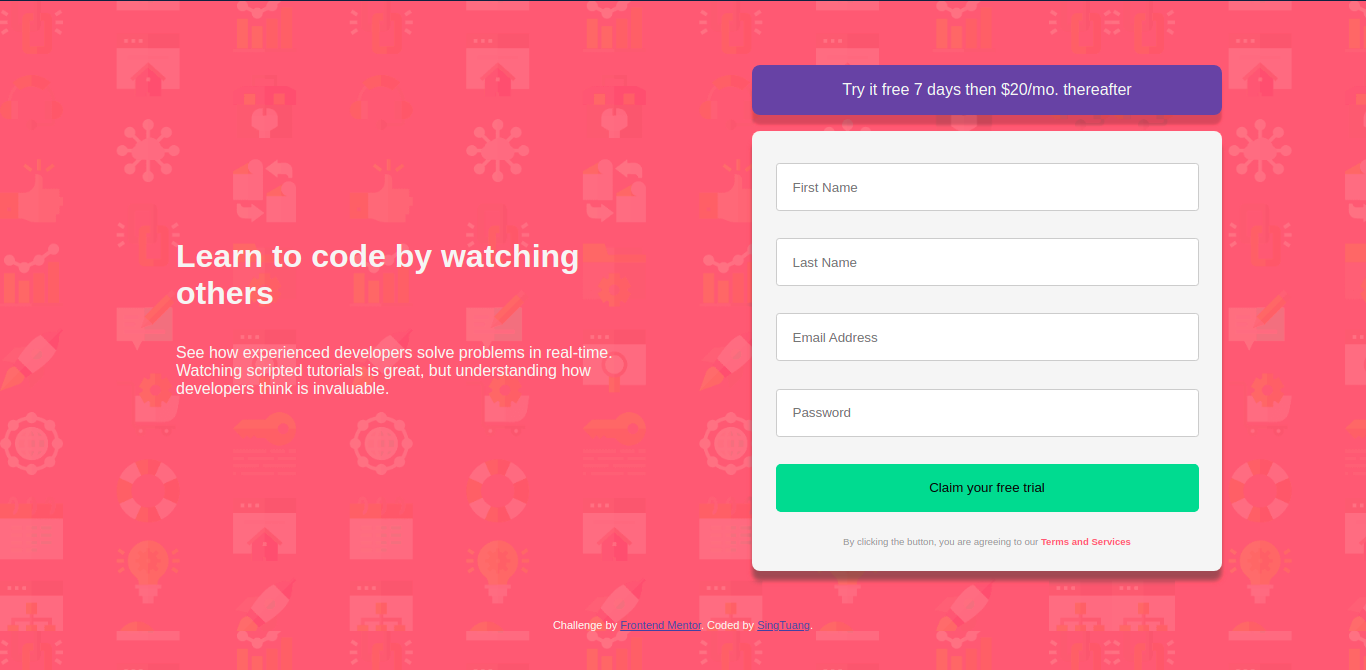 Try it free 7 days then $20/mo. thereafter
Learn to code by watching
others
See how experienced developers solve problems in real-time.
Watching scripted tutorials is great, but understanding how
developers think is invaluable.
First Name
Last Name
Email Address
Password
Claim your free trial
By clicking the button, you are agreeing to our Terms and Services
Challenge by Frontend Mentor. Coded by SingTuang.